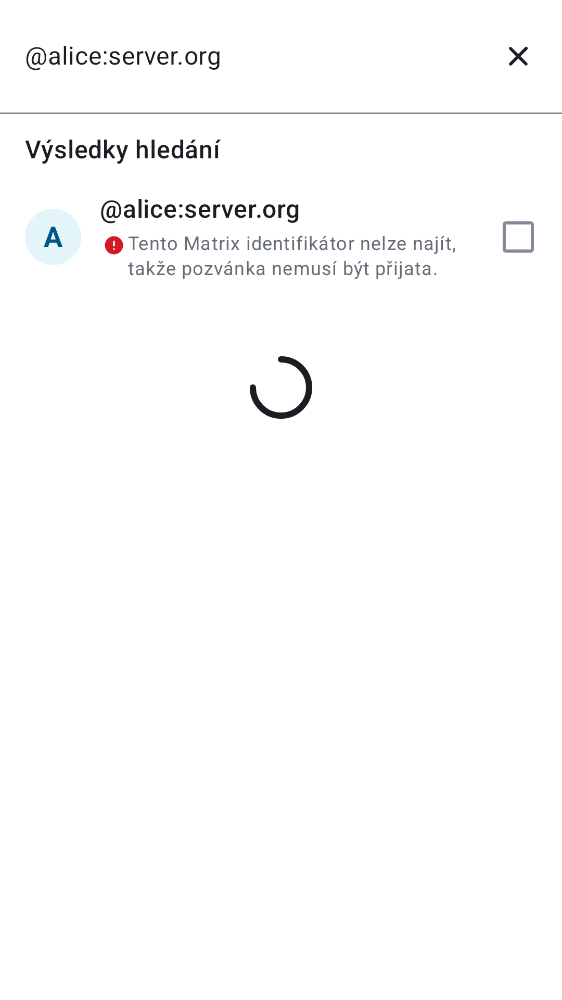 @alice:server.org
Výsledky hledání
@alice:server.org
A
Tento Matrix identifikátor nelze najít,
takže pozvánka nemusí být přijata.